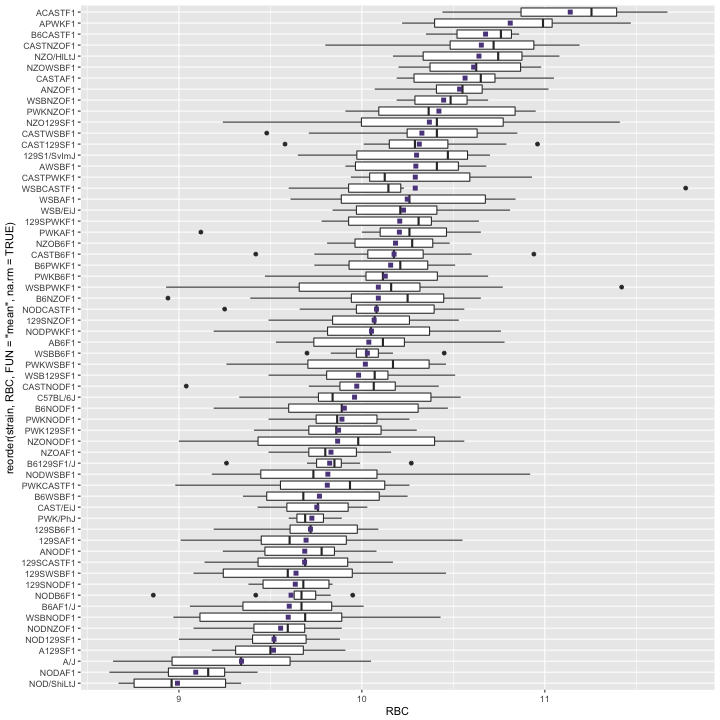 ACASTF1
APWKF1
B6CASTF1
CASTNZOF1
NZO/HILtJ
NZOWSBF1
CASTAF1
ANZOF1
WSBNZOF1
PWKNZOF1
NZO129SF1
CASTWSBF1
CAST129SF1
129S1/SvImJ
AWSBF1
CASTPWKF1
WSBCASTF1
WSBAF1
WSB/EiJ
129SPWKF1
PWKAF1
NZOB6F1
CASTB6F1
B6PWKF1
PWKB6F1
WSBPWKF1
B6NZOF1
NODCASTF1
129SNZOF1
NODPWKF1
AB6F1
WSBB6F1
PWKWSBF1
WSB129SF1
CASTNODF1
C57BL/6J
B6NODF1
PWKNODF1
PWK129SF1
NZONODF1
NZOAF1
B6129SF1/J
NODWSBF1
PWKCASTF1
B6WSBF1
CAST/EiJ
PWK/PhJ
129SB6F1
129SAF1
ANODF1
129SCASTF1
129SWSBF1
129SNODF1
NODB6F1
B6AF1/J
WSBNODF1
NODNZOF1
NOD129SF1
A129SF1
A/J
NODAF1
NOD/ShiLtJ
reorder(strain, RBC, FUN = "mean", na.rm = TRUE)
9 10 11
RBC